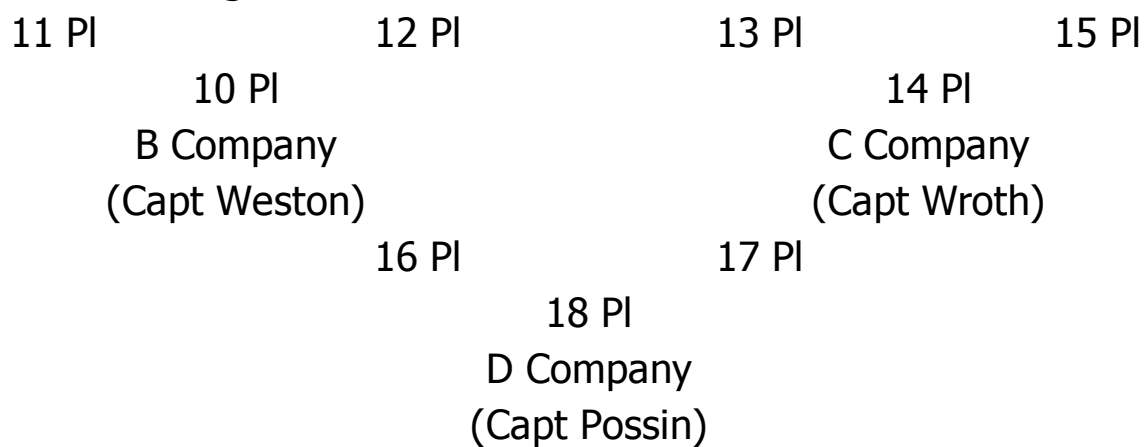 11 Pl 12 Pl 13 Pl 15 Pl
10 Pl 14 Pl
B Company C Company
(Capt Weston) (Capt Wroth)
16 Pl 17 Pl
18 Pl
D Company
(Capt Possin)